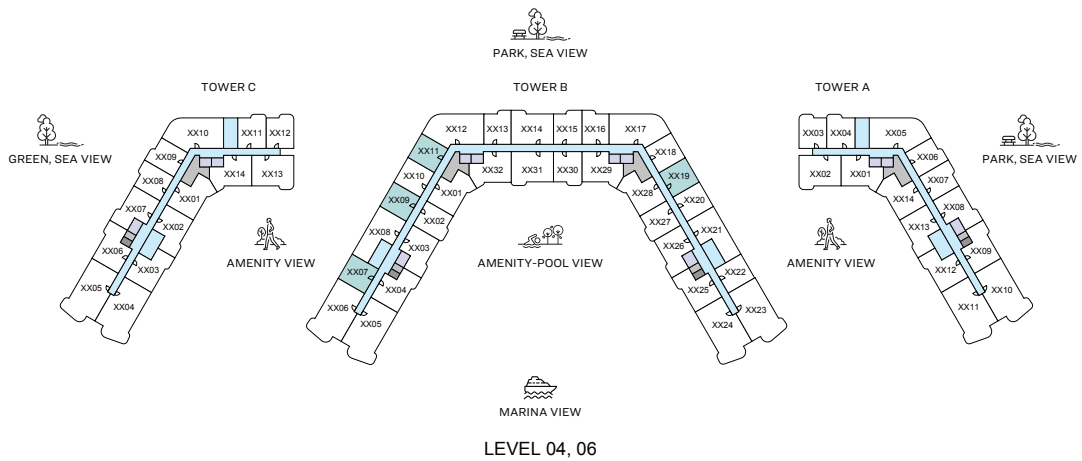 PARK, SEA VIEW
TOWER C
TOWER B
TOWER A
GREEN, SEA VIEW
PARK, SEA VIEW
XX10
XX11
XX12
XX09
XX08
XX14
XX13
XX07
XX01
XX06
XX02
XX05
XX03
XX04
AMENITY VIEW
XX12
XX13
XX14
XX15
XX16
XX17
XX11
XX18
XX10
XX01
XX32
XX31
XX30
XX29
XX19
XX09
XX02
XX28
XX20
XX08
XX03
XX27
XX21
XX07
XX04
XX26
XX22
XX06
XX05
XX25
XX23
XX24
AMENITY-POOL VIEW
XX03
XX04
XX05
XX02
XX01
XX06
XX07
XX14
XX08
XX13
XX09
XX12
XX10
XX11
AMENITY VIEW
MARINA VIEW
LEVEL 04, 06